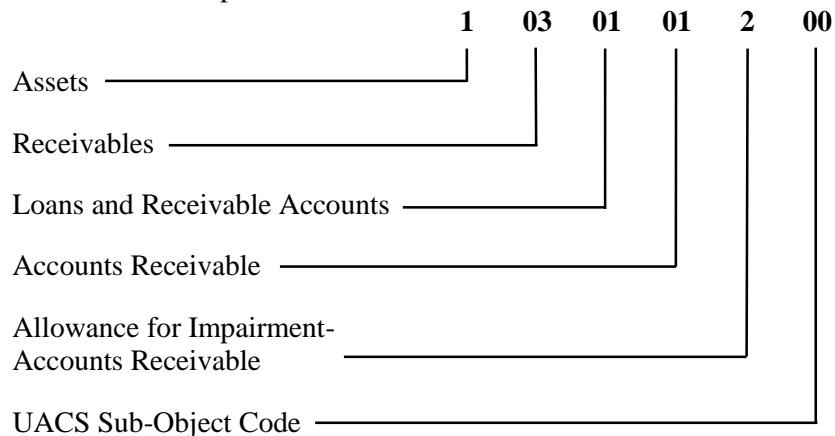 1 03 01 01 2 00
Assets
Receivables
Loans and Receivable Accounts
Accounts Receivable
Allowance for Impairment-
Accounts Receivable
UACS Sub-Object Code